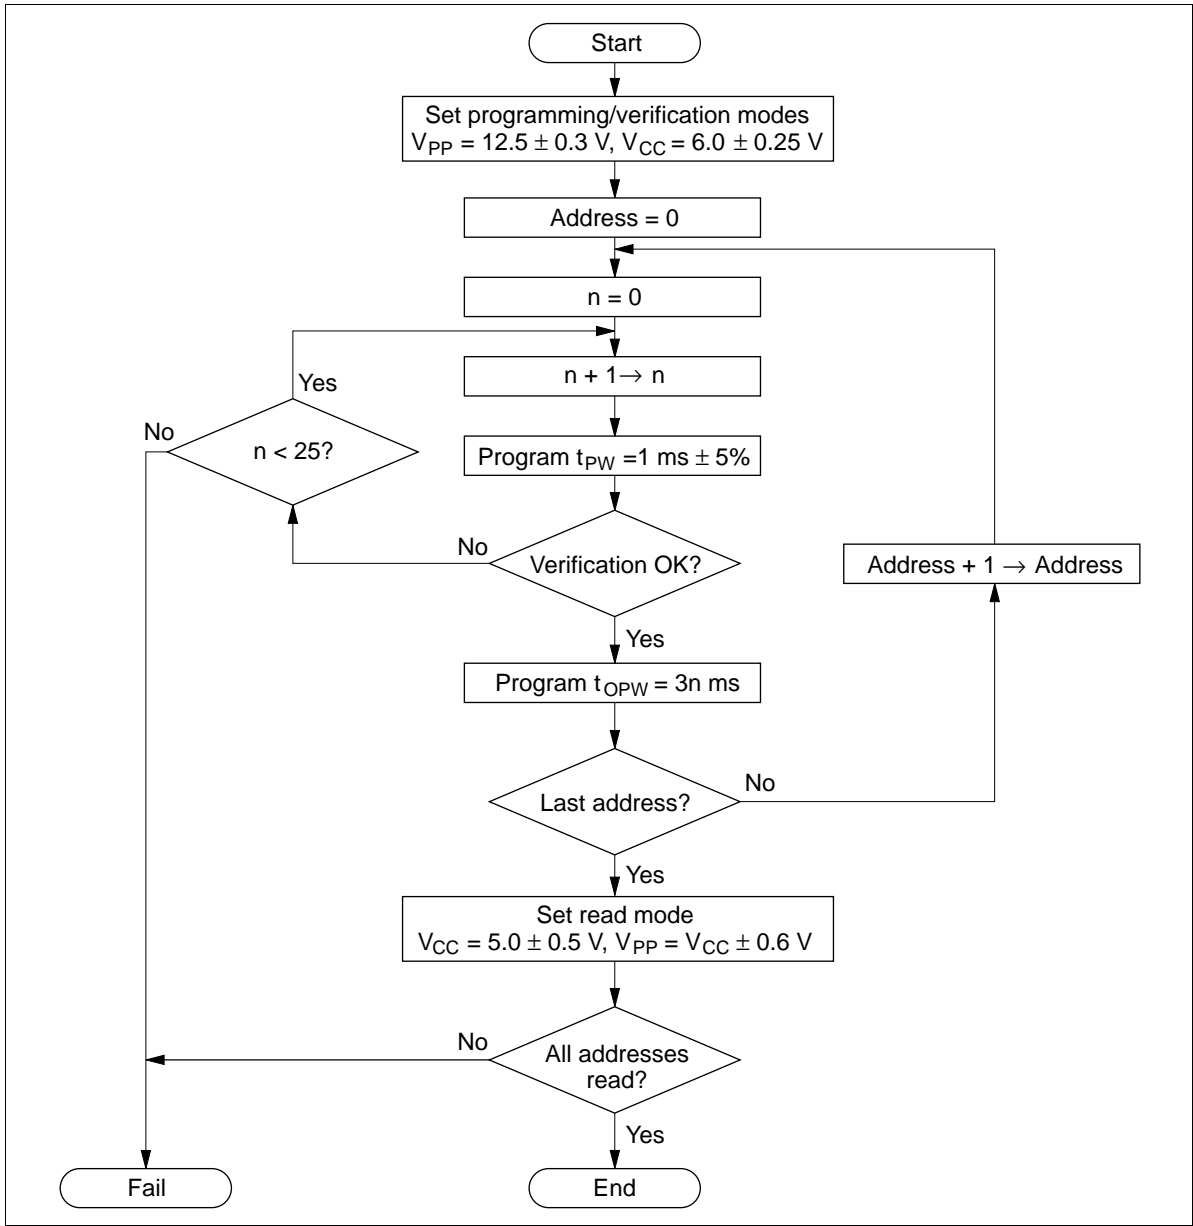 Start
Set programming/verification modes
VPP = 12.5 ± 0.3 V, VCC = 6.0 ± 0.25 V
Address = 0
n = 0
n + 1→ n
Yes
No
n < 25?
Program tPW =1 ms ± 5%
No
Verification OK?
Address + 1 → Address
Yes
Program tOPW = 3n ms
Last address?
No
Yes
Set read mode
VCC = 5.0 ± 0.5 V, VPP = VCC ± 0.6 V
No
All addresses
read?
Yes
Fail
End